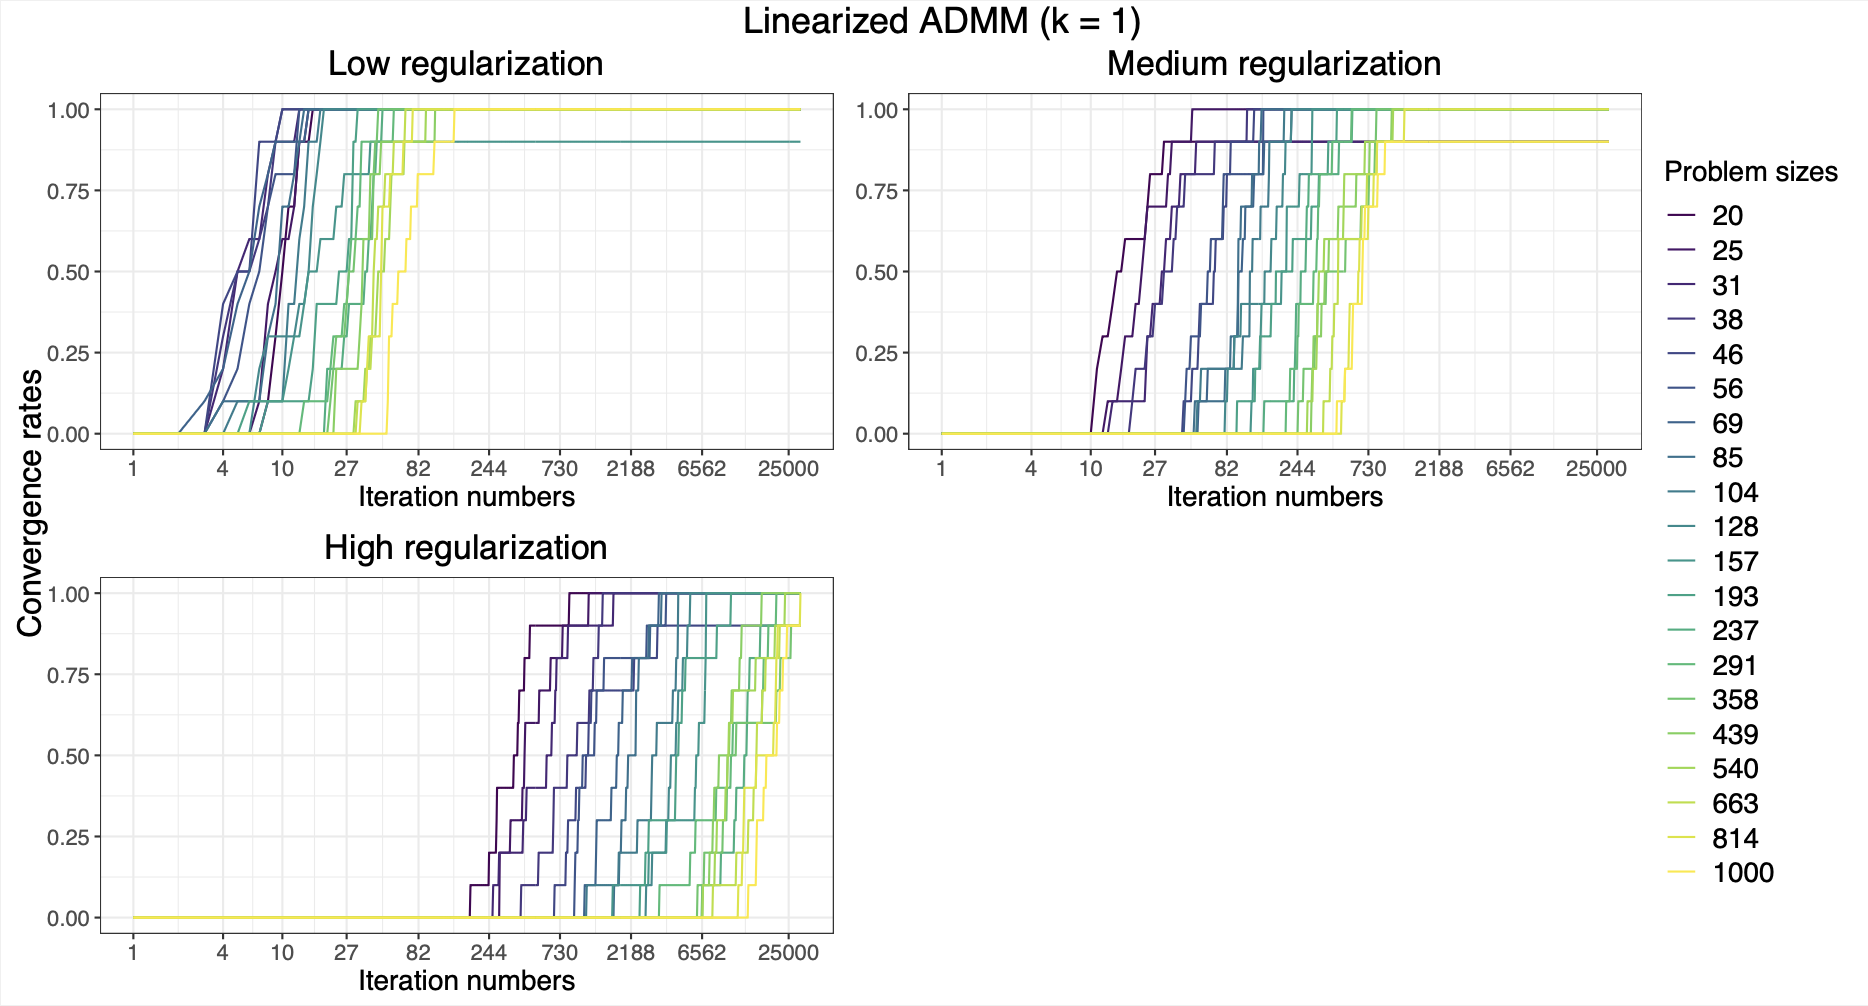 Linearized ADMM (k = 1)
Low regularization
1.00
0.75
0.50
0.25
0.00
1 4 10 27 82 244 730 2188 6562 25000
Iteration numbers
Medium regularization
1.00
0.75
0.50
0.25
0.00
1 4 10 27 82 244 730 2188 6562 25000
Iteration numbers
High regularization
1.00
0.75
0.50
0.25
0.00
1 4 10 27 82 244 730 2188 6562 25000
Iteration numbers
Convergence rates
Problem sizes
20
25
31
38
46
56
69
85
104
128
157
193
237
291
358
439
540
663
814
1000